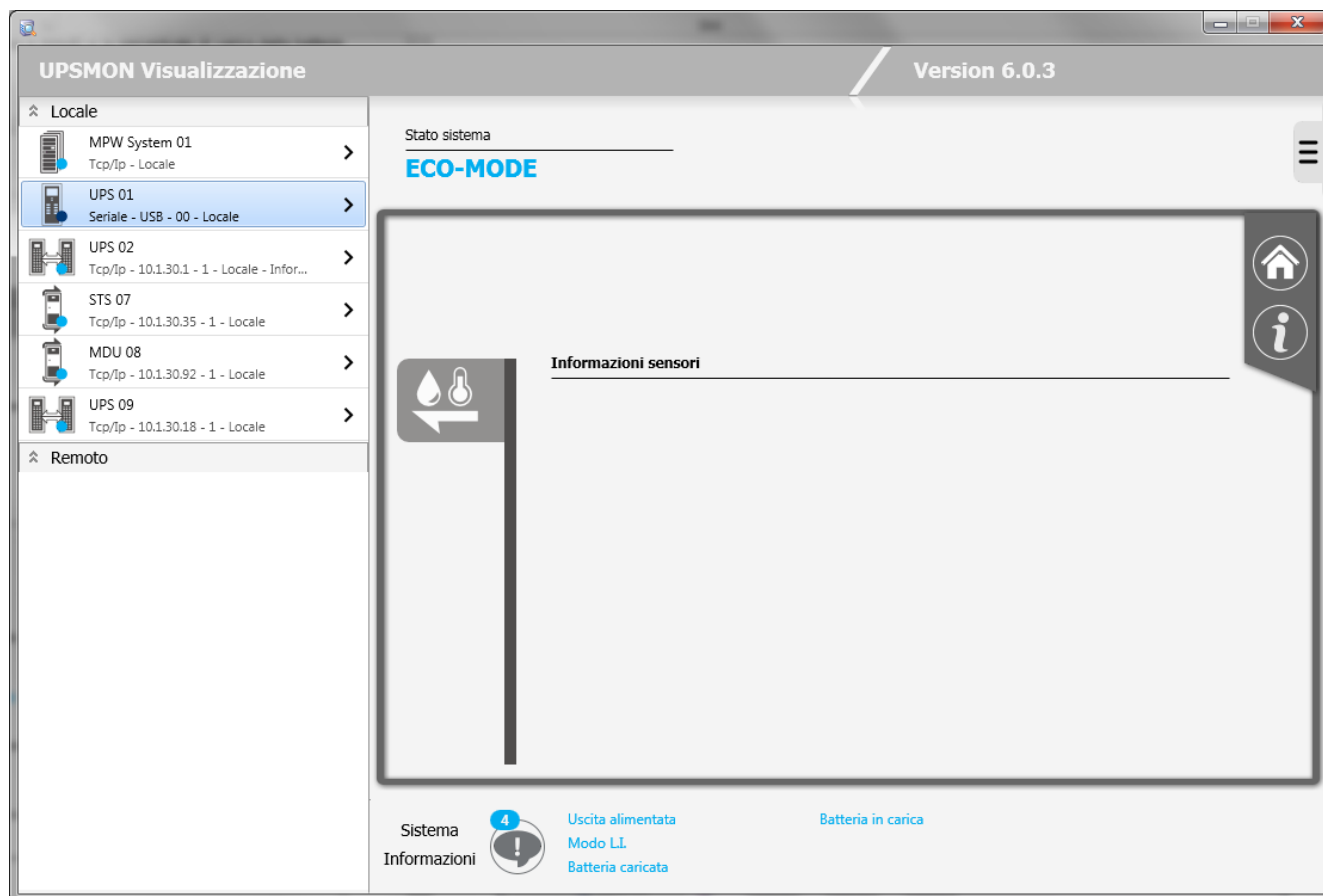 UPSMON Visualizzazione
Version 6.0.3
Locale
MPW System 01
Tcp/Ip - Locale
UPS 01
Seriale - USB - 00 - Locale
UPS 02
Tcp/Ip - 10.1.30.1 - 1 - Locale - Infor...
STS 07
Tcp/Ip - 10.1.30.35 - 1 - Locale
MDU 08
Tcp/Ip - 10.1.30.92 - 1 - Locale
UPS 09
Tcp/Ip - 10.1.30.18 - 1 - Locale
Remoto
Stato sistema
ECO-MODE
Informazioni sensori
Sistema
Informazioni
4
Uscita alimentata
Modo L.I.
Batteria caricata
Batteria in carica